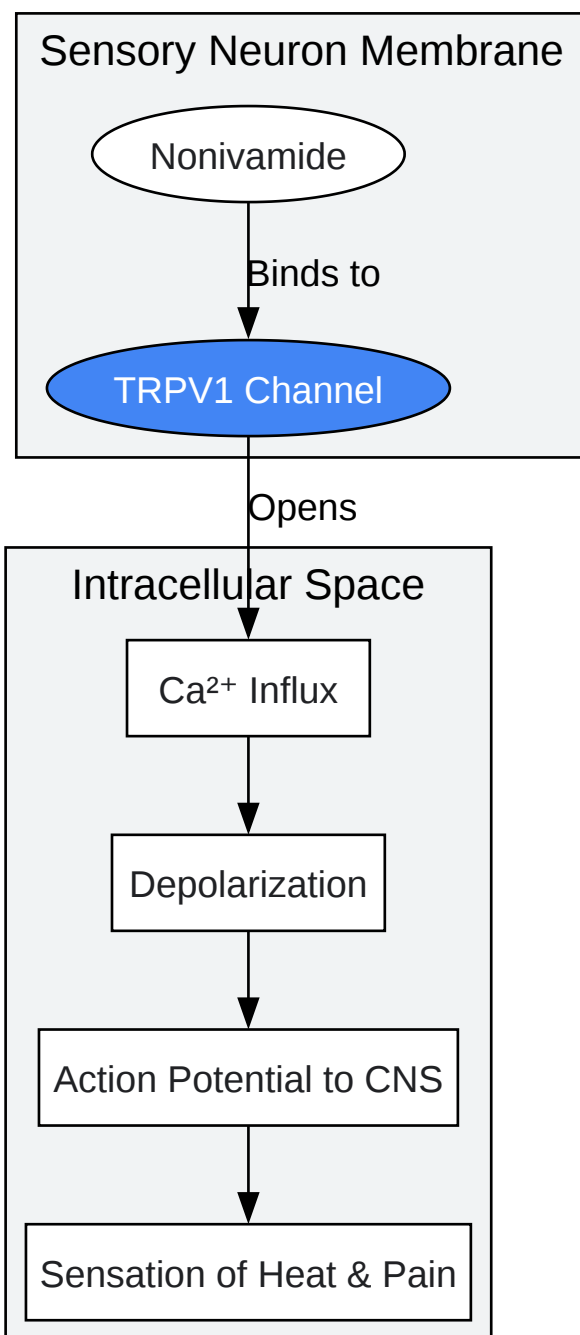 Sensory Neuron Membrane
Nonivamide
Binds to
TRPV1 Channel
Opens
Intracellular Space
Ca²⁺ Influx
Depolarization
Action Potential to CNS
Sensation of Heat & Pain